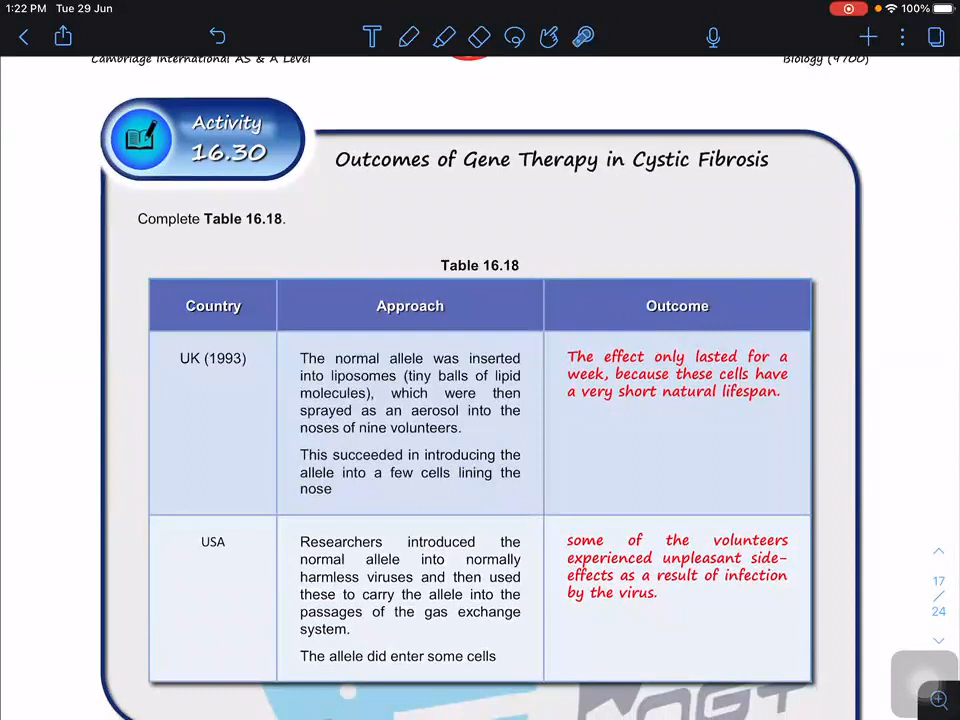 1:22 PM Tue 29 Jun
100%
T
Cambridge International AS & A Level
Biology (9700)
Activity
16.30
Outcomes of Gene Therapy in Cystic Fibrosis
Complete Table 16.18.
Table 16.18
Country
Approach
Outcome
UK (1993)
The normal allele was inserted
into liposomes (tiny balls of lipid
molecules), which were then
sprayed as an aerosol into the
noses of nine volunteers.
This succeeded in introducing the
allele into a few cells lining the
nose
The effect only lasted for a
week, because these cells have
a very short natural lifespan.
USA
Researchers introduced the
normal allele into normally
harmless viruses and then used
these to carry the allele into the
passages of the gas exchange
system.
The allele did enter some cells
some of the volunteers
experienced unpleasant side-
effects as a result of infection
by the virus.
17
/
24